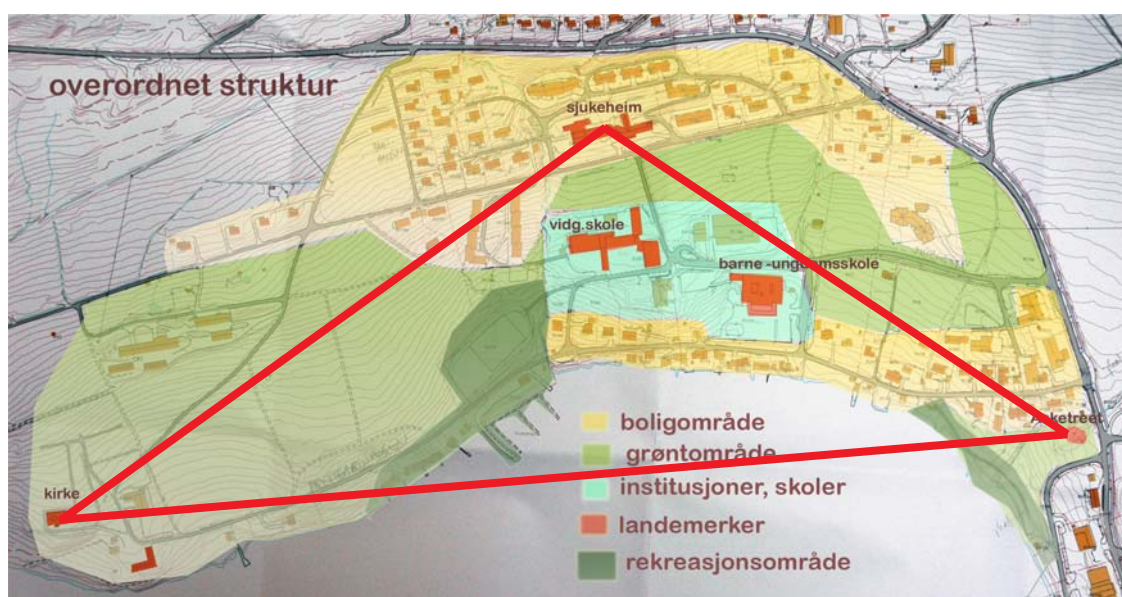 overordnet struktur
sjukeheim
vidg.skole
barne -ungdomsskole
kirke
boligområde
grøntområde
institusjoner, skoler
landemerker
rekreasjonsområde